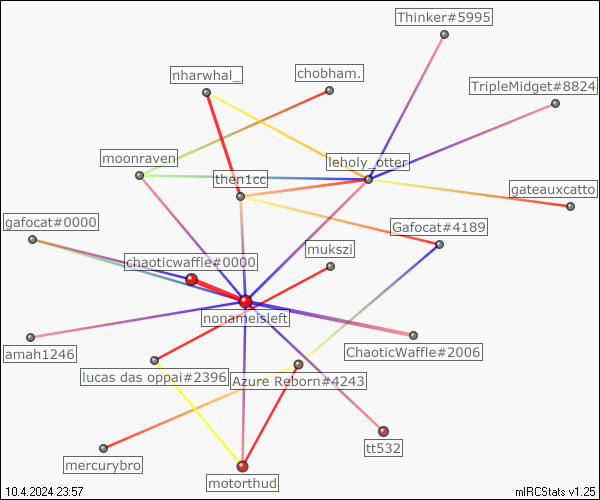 Thinker#5995
nharwhal_
chobham.
TripleMidget#8824
moonraven
leholy_otter
then1cc
gateauxcatto
gafocat#0000
Gafocat#4189
mukszi
chaoticwaffle#0000
nonameisleft
amah1246
ChaoticWaffle#2006
lucas das oppai#2396
Azure Reborn#4243
tt532
mercurybro
motorthud
10.4.2024 23:57
mIRCStats v1.25